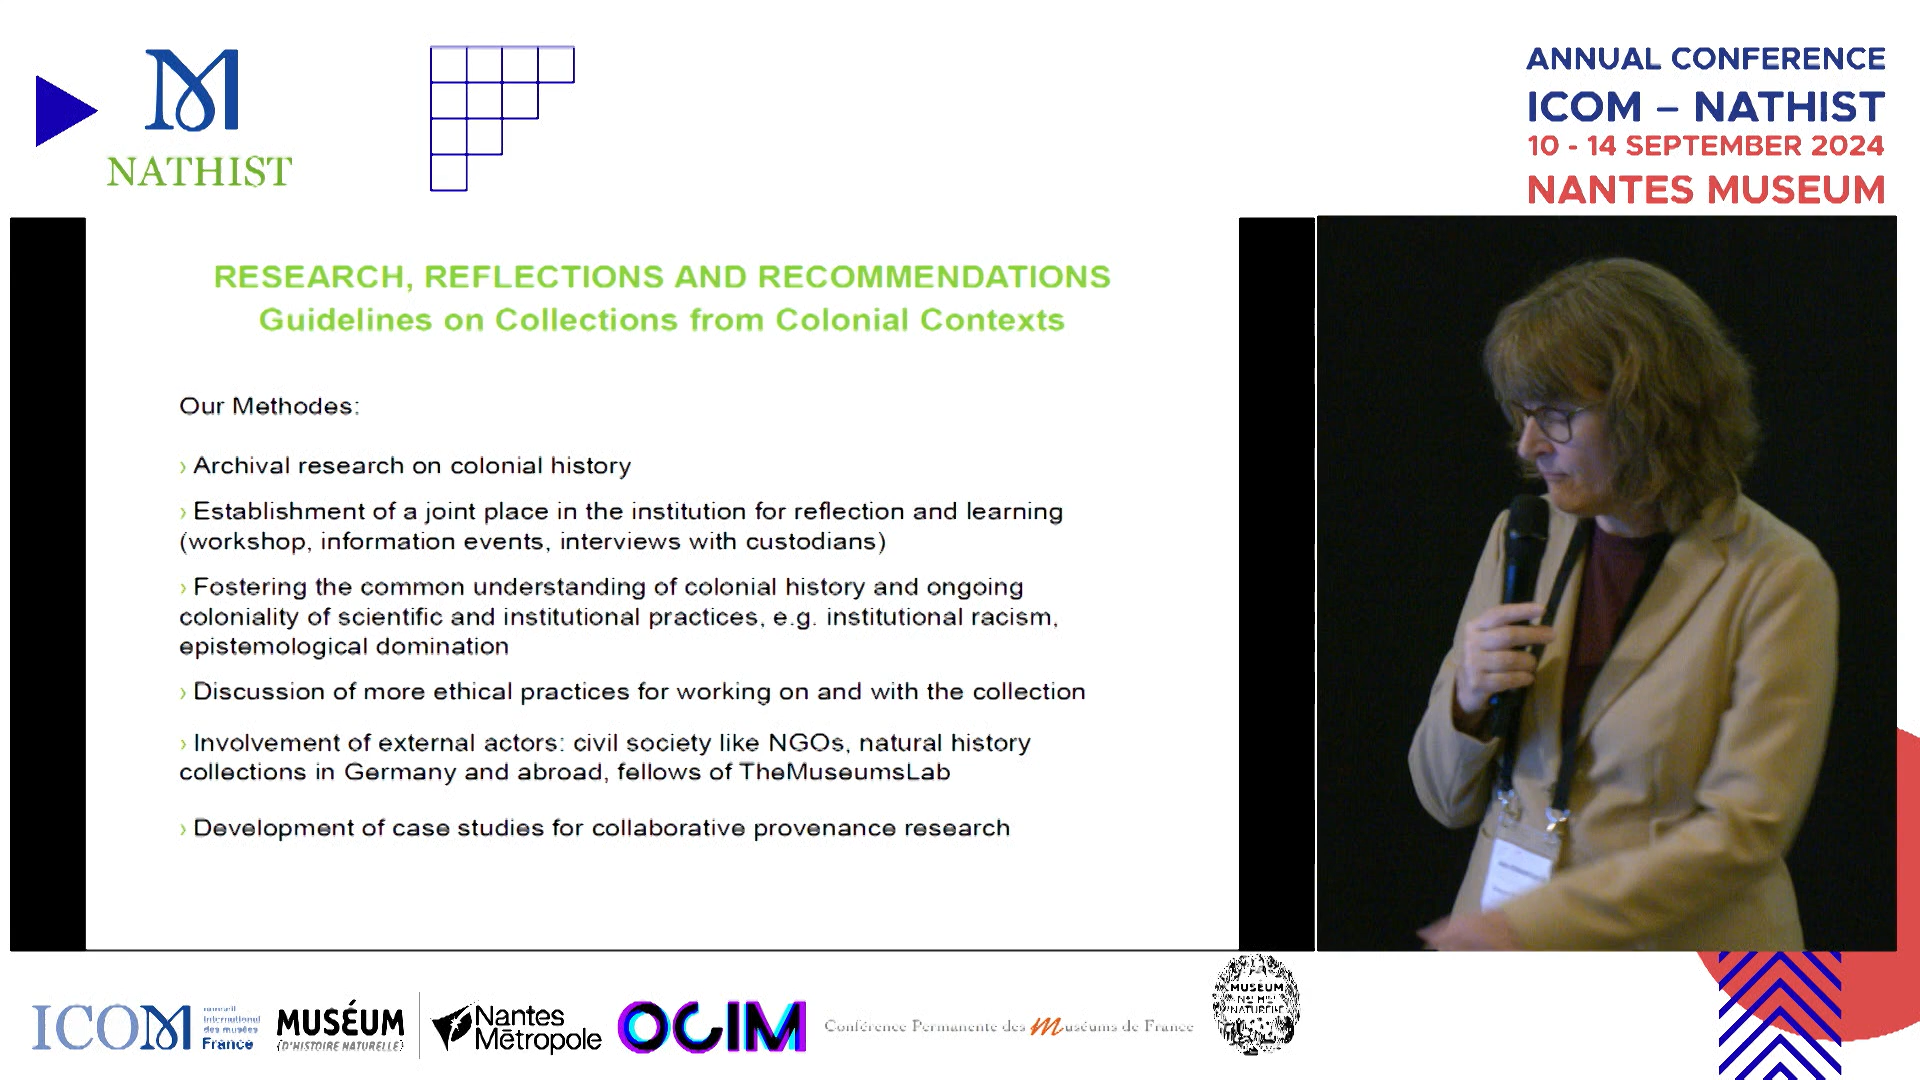 NATHIST
ANNUAL CONFERENCE
ICOM – NATHIST
10 - 14 SEPTEMBER 2024
NANTES MUSEUM
RESEARCH, REFLECTIONS AND RECOMMENDATIONS
Guidelines on Collections from Colonial Contexts
Our Methodes:
› Archival research on colonial history
› Establishment of a joint place in the institution for reflection and learning
(workshop, information events, interviews with custodians)
› Fostering the common understanding of colonial history and ongoing
coloniality of scientific and institutional practices, e.g. institutional racism,
epistemological domination
› Discussion of more ethical practices for working on and with the collection
› Involvement of external actors: civil society like NGOs, natural history
collections in Germany and abroad, fellows of TheMuseumsLab
› Development of case studies for collaborative provenance research
ICOM
international
des musées
France
MUSÉUM
(D'HISTOIRE NATURELLE)
Nantes
Métropole
OCIM
Conférence Permanente des Muséums de France
MUSEUM
NATURELLE